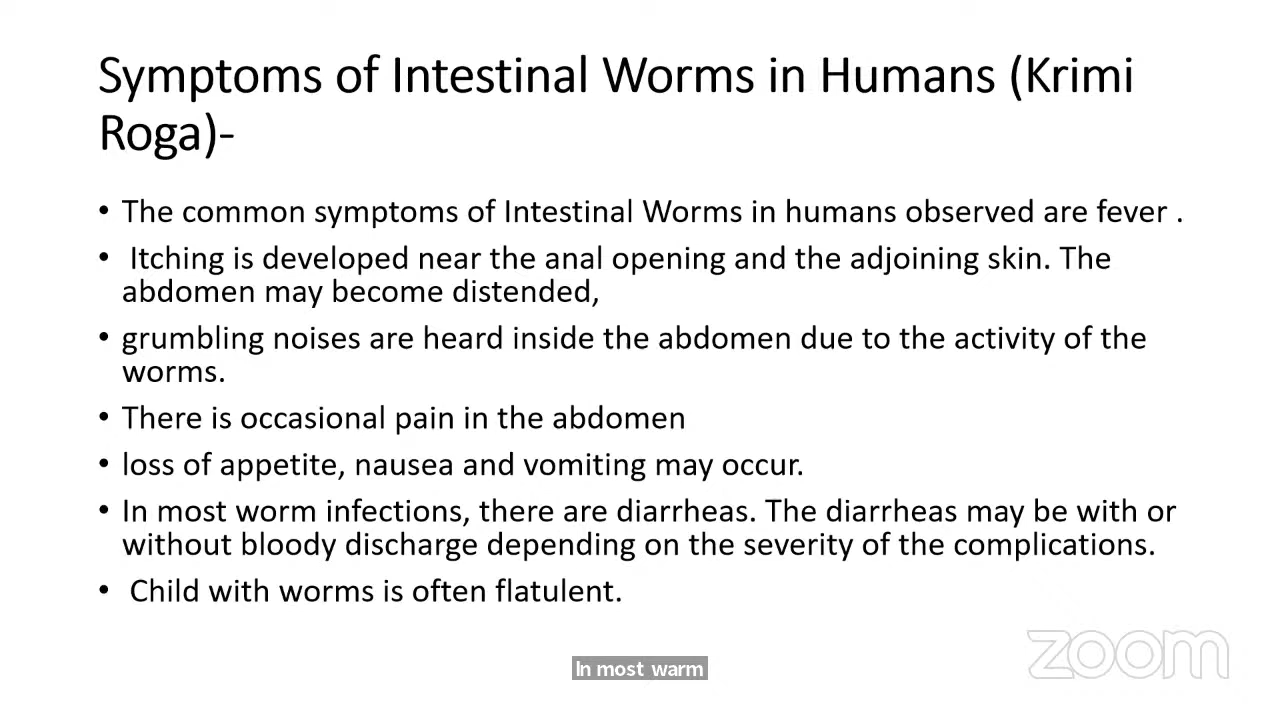 Symptoms of Intestinal Worms in Humans (Krimi
Roga)-
• The common symptoms of Intestinal Worms in humans observed are fever .
• Itching is developed near the anal opening and the adjoining skin. The
abdomen may become distended,
• grumbling noises are heard inside the abdomen due to the activity of the
worms.
• There is occasional pain in the abdomen
• loss of appetite, nausea and vomiting may occur.
• In most worm infections, there are diarrheas. The diarrheas may be with or
without bloody discharge depending on the severity of the complications.
• Child with worms is often flatulent.
zoom
In most warm